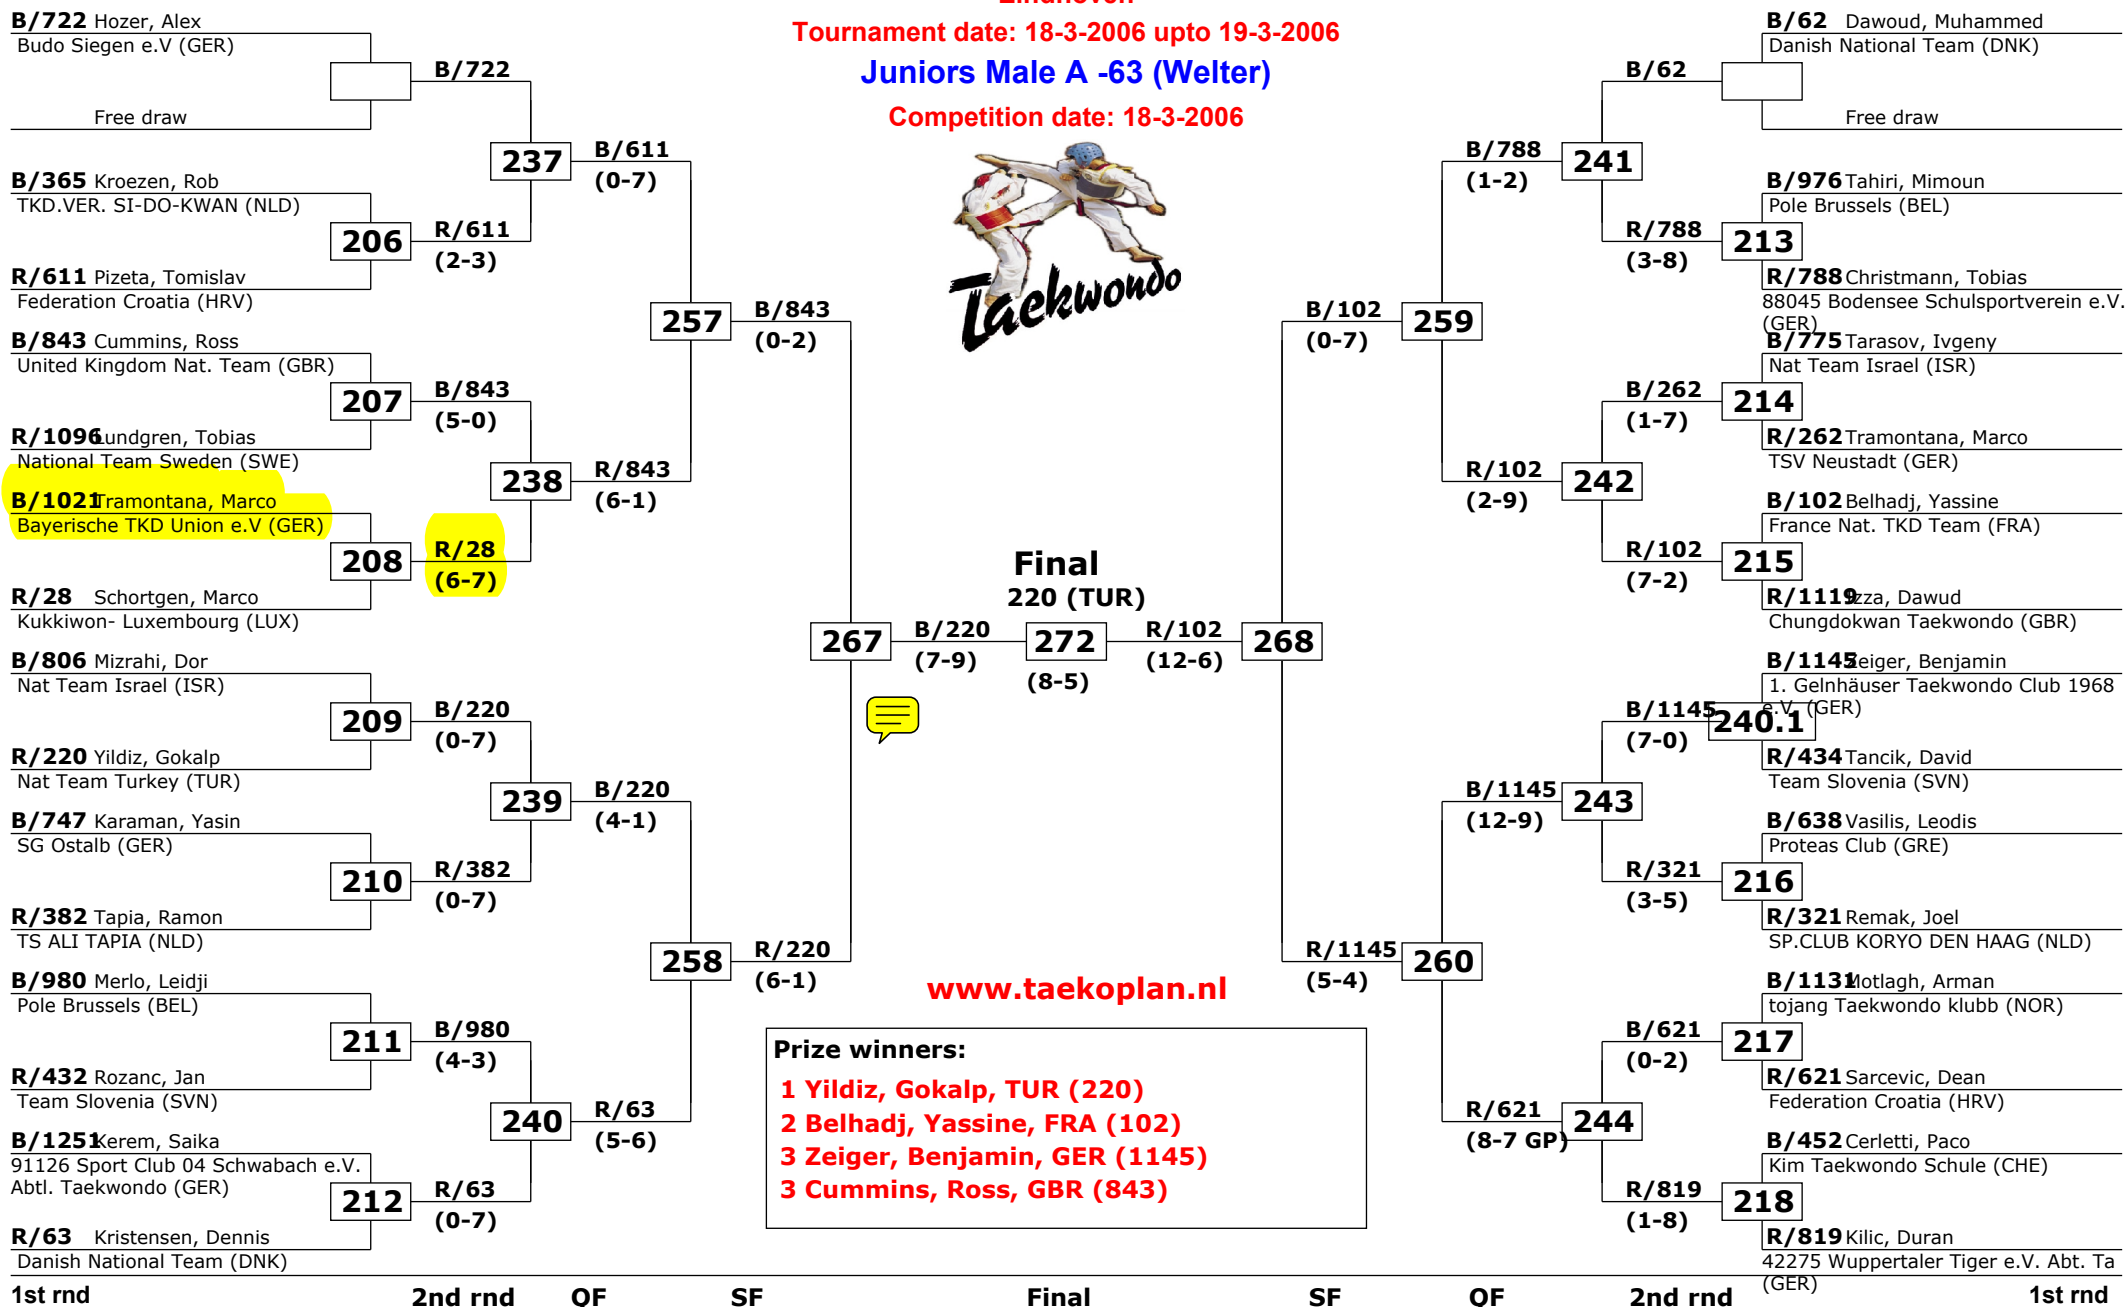 Eindhoven
Tournament date: 18-3-2006 upto 19-3-2006
Juniors Male A -63 (Welter)
Competition date: 18-3-2006
Taekwondo
B/722 Hozer, Alex
Budo Siegen e.V (GER)
Free draw
B/365 Kroezen, Rob
TKD.VER. SI-DO-KWAN (NLD)
206
R/611 Pizeta, Tomislav
Federation Croatia (HRV)
B/843 Cummins, Ross
United Kingdom Nat. Team (GBR)
207
R/1096 Lundgren, Tobias
National Team Sweden (SWE)
B/1021 Tramontana, Marco
Bayerische TKD Union e.V (GER)
208
R/28 Schortgen, Marco
Kukkiwon- Luxembourg (LUX)
B/806 Mizrahi, Dor
Nat Team Israel (ISR)
209
R/220 Yildiz, Gokalp
Nat Team Turkey (TUR)
B/747 Karaman, Yasin
SG Ostalb (GER)
210
R/382 Tapia, Ramon
TS ALI TAPIA (NLD)
B/980 Merlo, Leidji
Pole Brussels (BEL)
211
R/432 Rozanc, Jan
Team Slovenia (SVN)
B/1251 Kerem, Saika
91126 Sport Club 04 Schwabach e.V.
Abtl. Taekwondo (GER)
212
R/63 Kristensen, Dennis
Danish National Team (DNK)
B/722
237
R/611
(2-3)
B/843
(5-0)
238
R/28
(6-7)
B/220
(0-7)
239
R/382
(0-7)
B/980
(4-3)
240
R/63
(0-7)
B/611
(0-7)
257
R/843
(6-1)
B/220
(4-1)
258
R/63
(5-6)
B/843
(0-2)
267
R/220
(6-1)
B/220
(7-9)
Final
220 (TUR)
272
(8-5)
R/102
(12-6)
268
B/102
(0-7)
R/1145
(5-4)
B/788
(1-2)
259
R/102
(2-9)
B/1145
(12-9)
260
R/621
(8-7 GP)
B/62
241
R/788
(3-8)
B/262
(1-7)
242
R/102
(7-2)
B/1145
(7-0)
243
R/321
(3-5)
B/621
(0-2)
244
R/819
(1-8)
B/62 Dawoud, Muhammed
Danish National Team (DNK)
Free draw
B/976 Tahiri, Mimoun
Pole Brussels (BEL)
213
R/788 Christmann, Tobias
88045 Bodensee Schulsportverein e.V.
(GER)
B/775 Tarasov, Ivgeny
Nat Team Israel (ISR)
214
R/262 Tramontana, Marco
TSV Neustadt (GER)
B/102 Belhadj, Yassine
France Nat. TKD Team (FRA)
215
R/1119 Izza, Dawud
Chungdokwan Taekwondo (GBR)
B/1145 Zeiger, Benjamin
1. Gelnhäuser Taekwondo Club 1968
e.V. (GER)
240.1
R/434 Tancik, David
Team Slovenia (SVN)
B/638 Vasilis, Leodis
Proteas Club (GRE)
216
R/321 Remak, Joel
SP.CLUB KORYO DEN HAAG (NLD)
B/1131 Motlagh, Arman
tojang Taekwondo klubb (NOR)
217
R/621 Sarcevic, Dean
Federation Croatia (HRV)
B/452 Cerletti, Paco
Kim Taekwondo Schule (CHE)
218
R/819 Kilic, Duran
42275 Wuppertaler Tiger e.V. Abt. Ta
(GER)
www.taekoplan.nl
Prize winners:
1 Yildiz, Gokalp, TUR (220)
2 Belhadj, Yassine, FRA (102)
3 Zeiger, Benjamin, GER (1145)
3 Cummins, Ross, GBR (843)
1st rnd 2nd rnd QF SF Final SF QF 2nd rnd 1st rnd